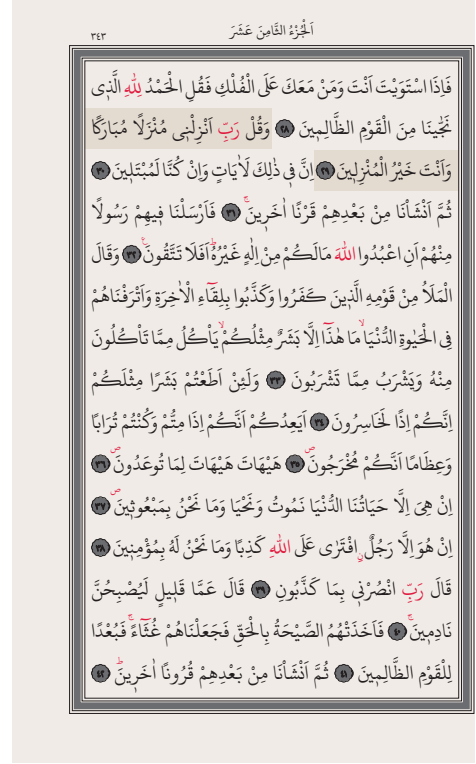 اَلْجُزْءُ الثَّامِنَ عَشَرَ
٣٤٣
فَاِذَا اسْتَوَيْتَ اَنْتَ وَمَنْ مَعَكَ عَلَى الْفُلْكِ فَقُلِ الْحَمْدُ لِلّٰهِ الَّذٖى
نَجّٰينَا مِنَ الْقَوْمِ الظَّالِمٖينَ ﴿٢٨﴾ وَقُلْ رَبِّ اَنْزِلْنٖى مُنْزَلًا مُبَارَكًا
وَاَنْتَ خَيْرُ الْمُنْزِلٖينَ ﴿٢٩﴾ اِنَّ فٖى ذٰلِكَ لَاٰيَاتٍ وَاِنْ كُنَّا لَمُبْتَلٖينَ ﴿٣٠﴾
ثُمَّ اَنْشَأْنَا مِنْ بَعْدِهِمْ قَرْنًا اٰخَرٖينَۚ ﴿٣١﴾ فَاَرْسَلْنَا فٖيهِمْ رَسُولًا
مِنْهُمْ اَنِ اعْبُدُوا اللّٰهَ مَالَكُمْ مِنْ اِلٰهٍ غَيْرُهُؕ اَفَلَا تَتَّقُونَࣖ ﴿٣٢﴾ وَقَالَ
الْمَلَاُ مِنْ قَوْمِهِ الَّذٖينَ كَفَرُوا وَكَذَّبُوا بِلِقَٓاءِ الْاٰخِرَةِ وَاَتْرَفْنَاهُمْ
فِى الْحَيٰوةِ الدُّنْيَاۙ مَا هٰذَٓا اِلَّا بَشَرٌ مِثْلُكُمْۙ يَأْكُلُ مِمَّا تَأْكُلُونَ
مِنْهُ وَيَشْرَبُ مِمَّا تَشْرَبُونَ ﴿٣٣﴾ وَلَئِنْ اَطَعْتُمْ بَشَرًا مِثْلَكُمْ
اِنَّكُمْ اِذًا لَخَاسِرُونَ ﴿٣٤﴾ اَيَعِدُكُمْ اَنَّكُمْ اِذَا مِتُّمْ وَكُنْتُمْ تُرَابًا
وَعِظَامًا اَنَّكُمْ مُخْرَجُونَۖ ﴿٣٥﴾ هَيْهَاتَ هَيْهَاتَ لِمَا تُوعَدُونَۖ ﴿٣٦﴾
اِنْ هِىَ اِلَّا حَيَاتُنَا الدُّنْيَا نَمُوتُ وَنَحْيَا وَمَا نَحْنُ بِمَبْعُوثٖينَۖ ﴿٣٧﴾
اِنْ هُوَ اِلَّا رَجُلٌ ࣙافْتَرٰى عَلَى اللّٰهِ كَذِبًا وَمَا نَحْنُ لَهُ بِمُؤْمِنٖينَ ﴿٣٨﴾
قَالَ رَبِّ انْصُرْنٖى بِمَا كَذَّبُونِ ﴿٣٩﴾ قَالَ عَمَّا قَلٖيلٍ لَيُصْبِحُنَّ
نَادِمٖينَۚ ﴿٤٠﴾ فَاَخَذَتْهُمُ الصَّيْحَةُ بِالْحَقِّ فَجَعَلْنَاهُمْ غُثَٓاءًۚ فَبُعْدًا
لِلْقَوْمِ الظَّالِمٖينَ ﴿٤١﴾ ثُمَّ اَنْشَأْنَا مِنْ بَعْدِهِمْ قُرُونًا اٰخَرٖينَؕ ﴿٤٢﴾